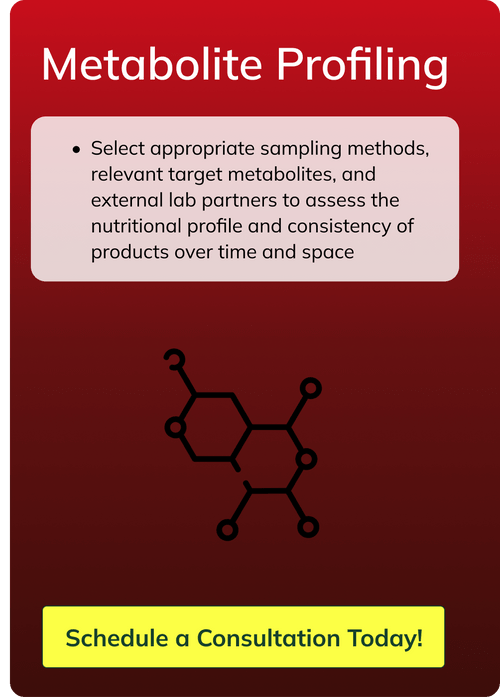 Metabolite Profiling
• Select appropriate sampling methods,
relevant target metabolites, and
external lab partners to assess the
nutritional profile and consistency of
products over time and space
Schedule a Consultation Today!